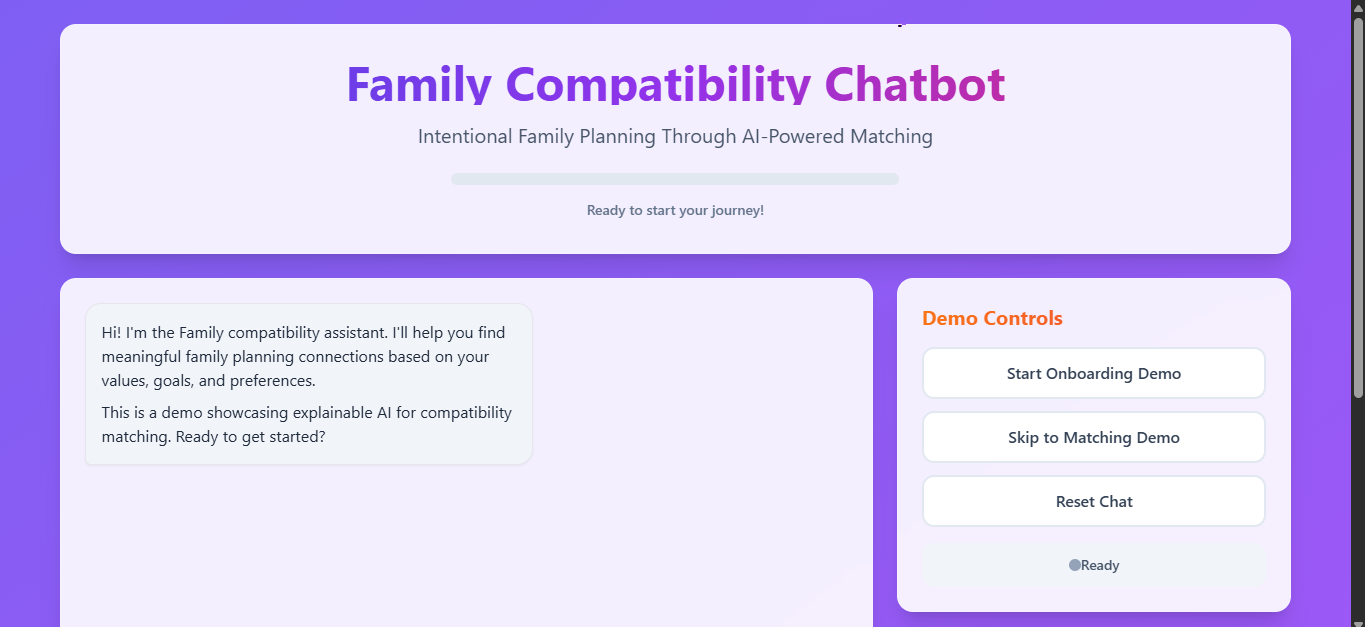 Family Compatibility Chatbot
Intentional Family Planning Through AI-Powered Matching
Ready to start your journey!
Hi! I'm the Family compatibility assistant. I'll help you find
meaningful family planning connections based on your
values, goals, and preferences.
This is a demo showcasing explainable AI for compatibility
matching. Ready to get started?
Demo Controls
Start Onboarding Demo
Skip to Matching Demo
Reset Chat
Ready